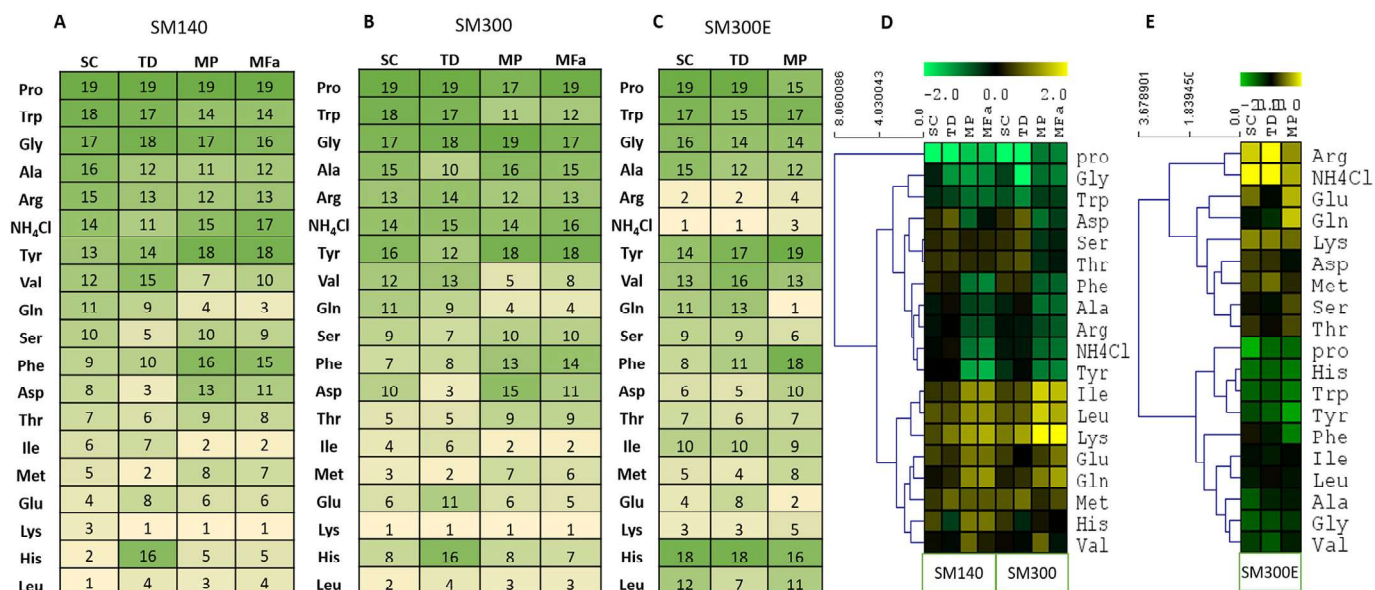 A
SM140
SC TD MP MFa
Pro 19 19 19 19
Trp 18 17 14 14
Gly 17 18 17 16
Ala 16 12 11 12
Arg 15 13 12 13
NH4Cl 14 11 15 17
Tyr 13 14 18 18
Val 12 15 7 10
Gln 11 9 4 3
Ser 10 5 10 9
Phe 9 10 16 15
Asp 8 3 13 11
Thr 7 6 9 8
Ile 6 7 2 2
Met 5 2 8 7
Glu 4 8 6 6
Lys 3 1 1 1
His 2 16 5 5
Leu 1 4 3 4
B
SM300
SC TD MP MFa
Pro 19 19 17 19
Trp 18 17 11 12
Gly 17 18 19 17
Ala 15 10 16 15
Arg 13 14 12 13
NH4Cl 14 15 14 16
Tyr 16 12 18 18
Val 12 13 5 8
Gln 11 9 4 4
Ser 9 7 10 10
Phe 7 8 13 14
Asp 10 3 15 11
Thr 5 5 9 9
Ile 4 6 2 2
Met 3 2 7 6
Glu 6 11 6 5
Lys 1 1 1 1
His 8 16 8 7
Leu 2 4 3 3
C
SM300E
SC TD MP
Pro 19 19 15
Trp 17 15 17
Gly 16 14 14
Ala 15 12 12
Arg 2 2 4
NH4Cl 1 1 3
Tyr 14 17 19
Val 13 16 13
Gln 11 13 1
Ser 9 9 6
Phe 8 11 18
Asp 6 5 10
Thr 7 6 7
Ile 10 10 9
Met 5 4 8
Glu 4 8 2
Lys 3 3 5
His 18 18 16
Leu 12 7 11
D
-2.0 0.0 2.0
8.060086
4.030043
0.0
SC TD MP MFa SC TD MP MFa
pro
Gly
Trp
Asp
Ser
Thr
Phe
Ala
Arg
NH4Cl
Tyr
Ile
Leu
Lys
Glu
Gln
Met
His
Val
SM140 SM300
E
3.678901
1.839450
0.0
SC TD MP
Arg
NH4Cl
Glu
Gln
Lys
Asp
Met
Ser
Thr
pro
His
Trp
Tyr
Phe
Ile
Leu
Ala
Gly
Val
SM300E